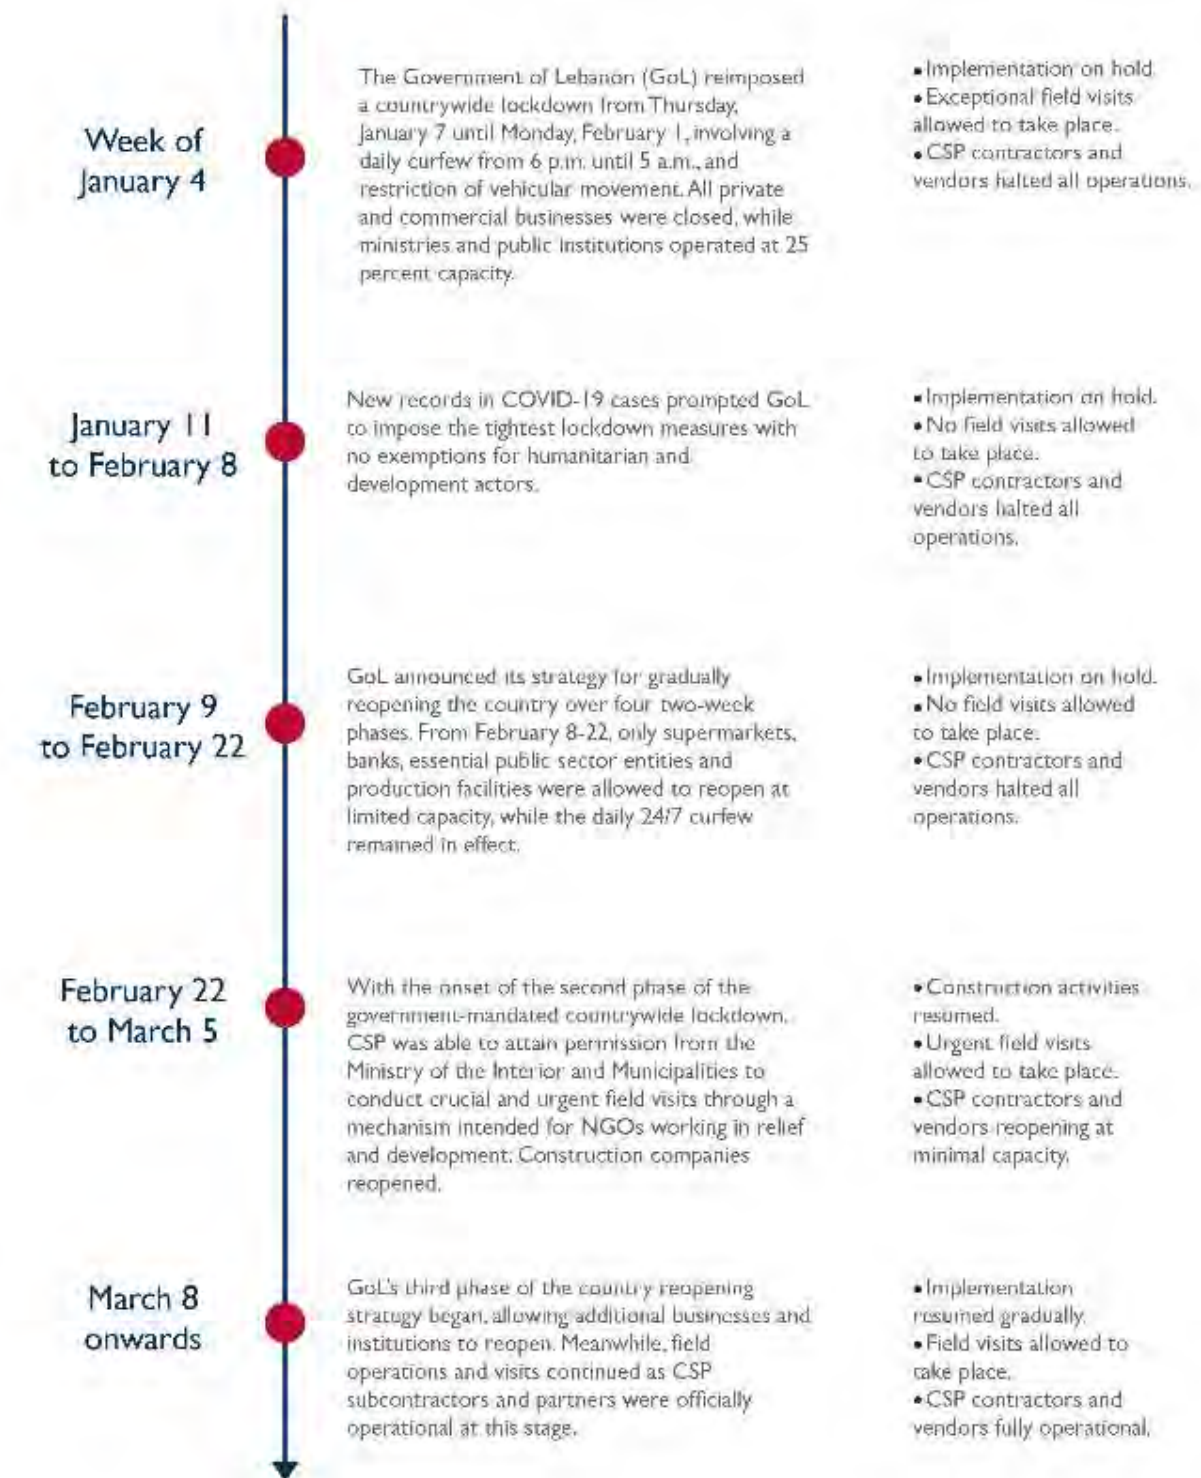 Week of
January 4
The Government of Lebanon (GoL) reimposed
a countrywide lockdown from Thursday,
January 7 until Monday, February 1, involving a
daily curfew from 6 p.m. until 5 a.m., and
restriction of vehicular movement. All private
and commercial businesses were closed, while
ministries and public institutions operated at 25
percent capacity.
• Implementation on hold.
• Exceptional field visits
allowed to take place.
• CSP contractors and
vendors halted all operations.
January 11
to February 8
New records in COVID-19 cases prompted GoL
to impose the tightest lockdown measures with
no exemptions for humanitarian and
development actors.
• Implementation on hold.
• No field visits allowed
to take place.
• CSP contractors and
vendors halted all
operations.
February 9
to February 22
GoL announced its strategy for gradually
reopening the country over four two-week
phases. From February 8-22, only supermarkets,
banks, essential public sector entities and
production facilities were allowed to reopen at
limited capacity, while the daily 24/7 curfew
remained in effect.
• Implementation on hold.
• No field visits allowed
to take place.
• CSP contractors and
vendors halted all
operations.
February 22
to March 5
With the onset of the second phase of the
government-mandated countrywide lockdown,
CSP was able to attain permission from the
Ministry of the Interior and Municipalities to
conduct crucial and urgent field visits through a
mechanism intended for NGOs working in relief
and development. Construction companies
reopened.
• Construction activities
resumed.
• Urgent field visits
allowed to take place.
• CSP contractors and
vendors reopening at
minimal capacity.
March 8
onwards
GoL's third phase of the country reopening
strategy began, allowing additional businesses and
institutions to reopen. Meanwhile, field
operations and visits continued as CSP
subcontractors and partners were officially
operational at this stage.
• Implementation
resumed gradually.
• Field visits allowed to
take place.
• CSP contractors and
vendors fully operational.